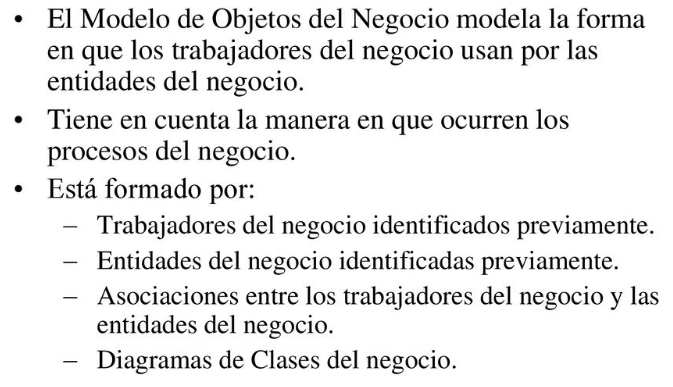 • El Modelo de Objetos del Negocio modela la forma
en que los trabajadores del negocio usan por las
entidades del negocio.
• Tiene en cuenta la manera en que ocurren los
procesos del negocio.
• Está formado por:
– Trabajadores del negocio identificados previamente.
– Entidades del negocio identificadas previamente.
– Asociaciones entre los trabajadores del negocio y las
entidades del negocio.
– Diagramas de Clases del negocio.